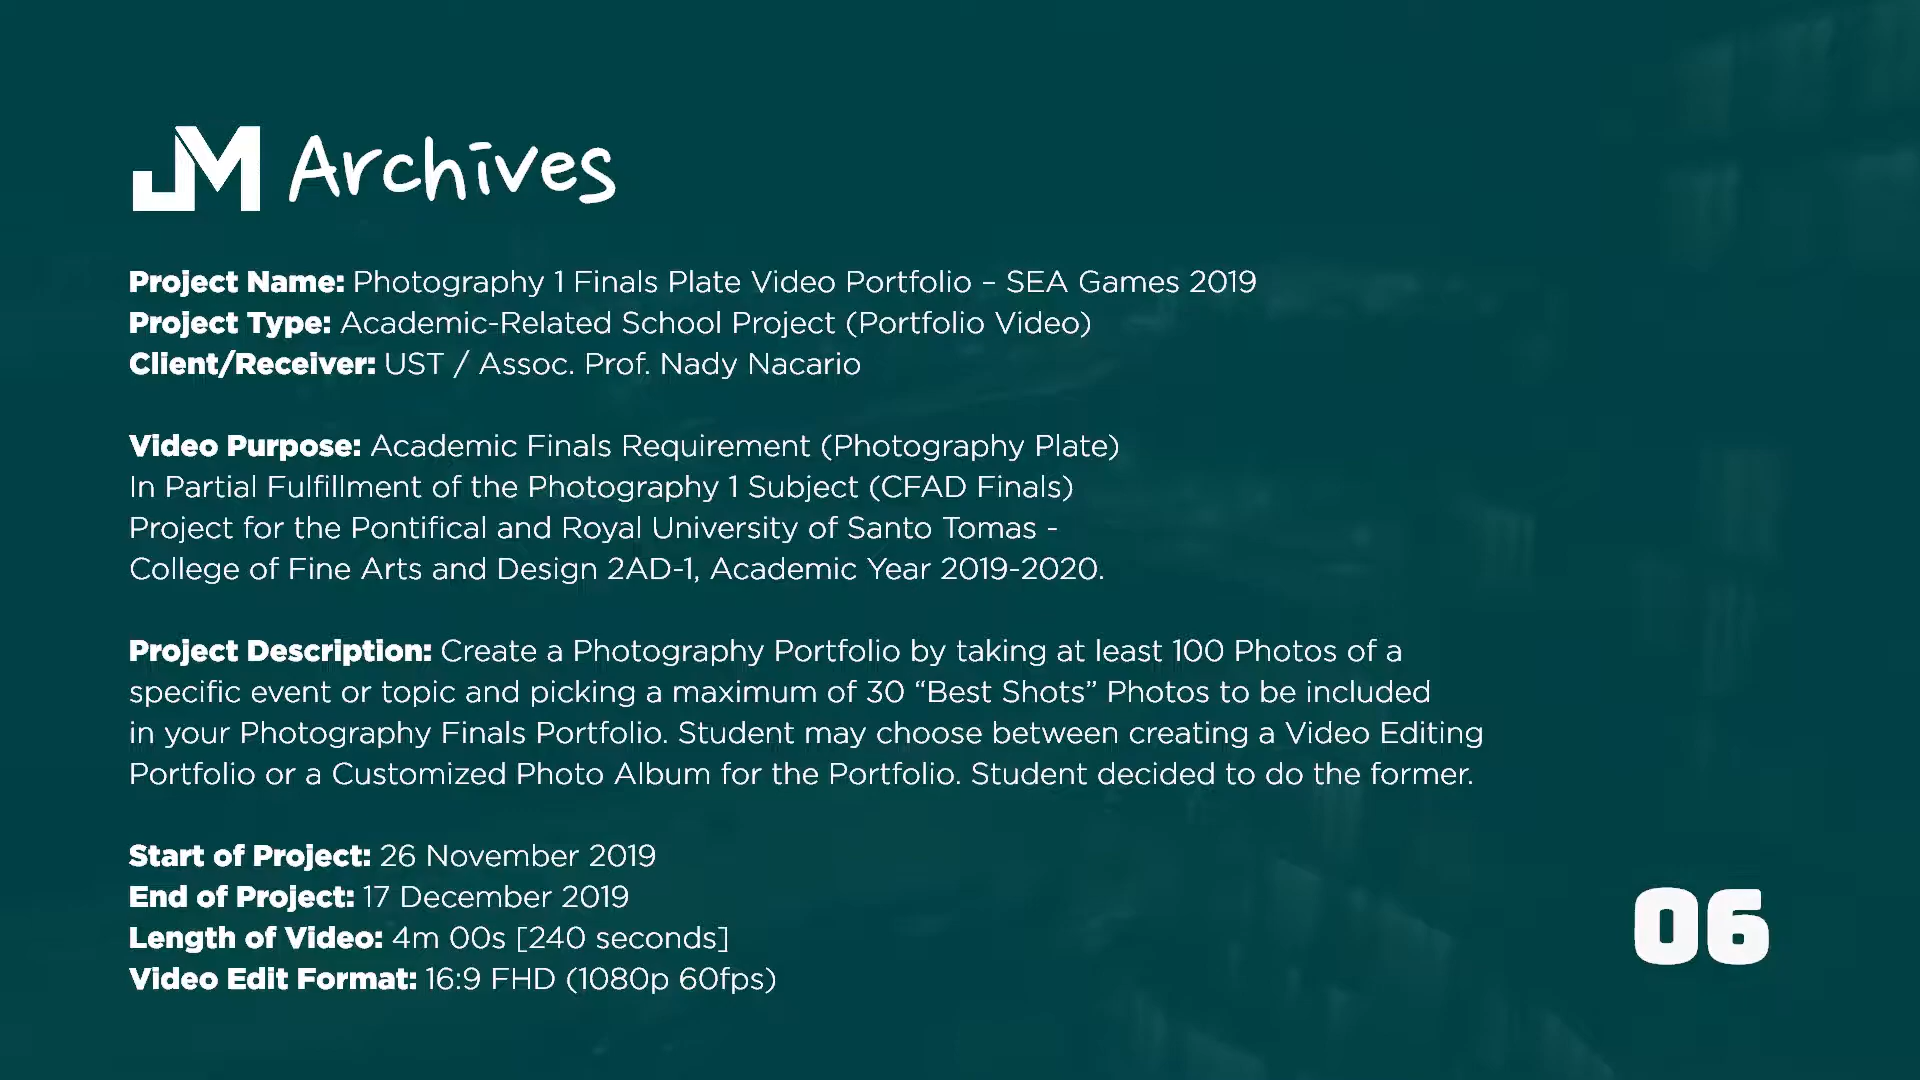 JM Archives
Project Name: Photography 1 Finals Plate Video Portfolio – SEA Games 2019
Project Type: Academic-Related School Project (Portfolio Video)
Client/Receiver: UST / Assoc. Prof. Nady Nacario
Video Purpose: Academic Finals Requirement (Photography Plate)
In Partial Fulfillment of the Photography 1 Subject (CFAD Finals)
Project for the Pontifical and Royal University of Santo Tomas -
College of Fine Arts and Design 2AD-1, Academic Year 2019-2020.
Project Description: Create a Photography Portfolio by taking at least 100 Photos of a
specific event or topic and picking a maximum of 30 “Best Shots” Photos to be included
in your Photography Finals Portfolio. Student may choose between creating a Video Editing
Portfolio or a Customized Photo Album for the Portfolio. Student decided to do the former.
Start of Project: 26 November 2019
End of Project: 17 December 2019
Length of Video: 4m 00s [240 seconds]
Video Edit Format: 16:9 FHD (1080p 60fps)
06